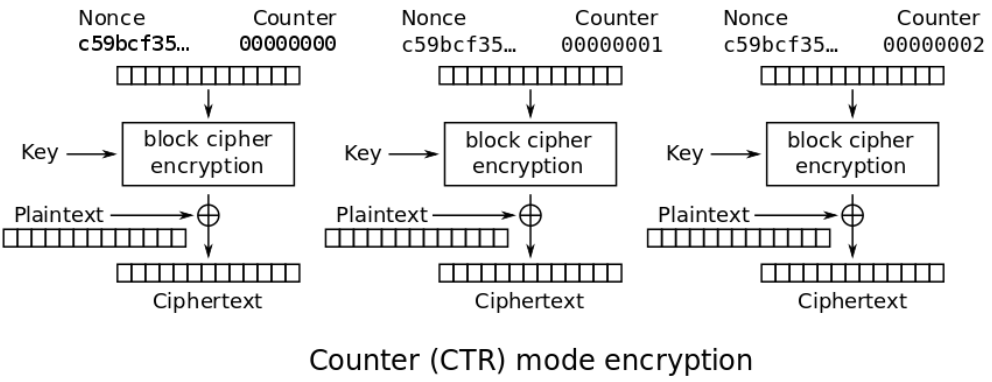 Nonce Counter Nonce Counter Nonce Counter
c59bcf35… 00000000 c59bcf35… 00000001 c59bcf35… 00000002
Key block cipher encryption Key block cipher encryption Key block cipher encryption
Plaintext Plaintext Plaintext
Ciphertext Ciphertext Ciphertext
Counter (CTR) mode encryption